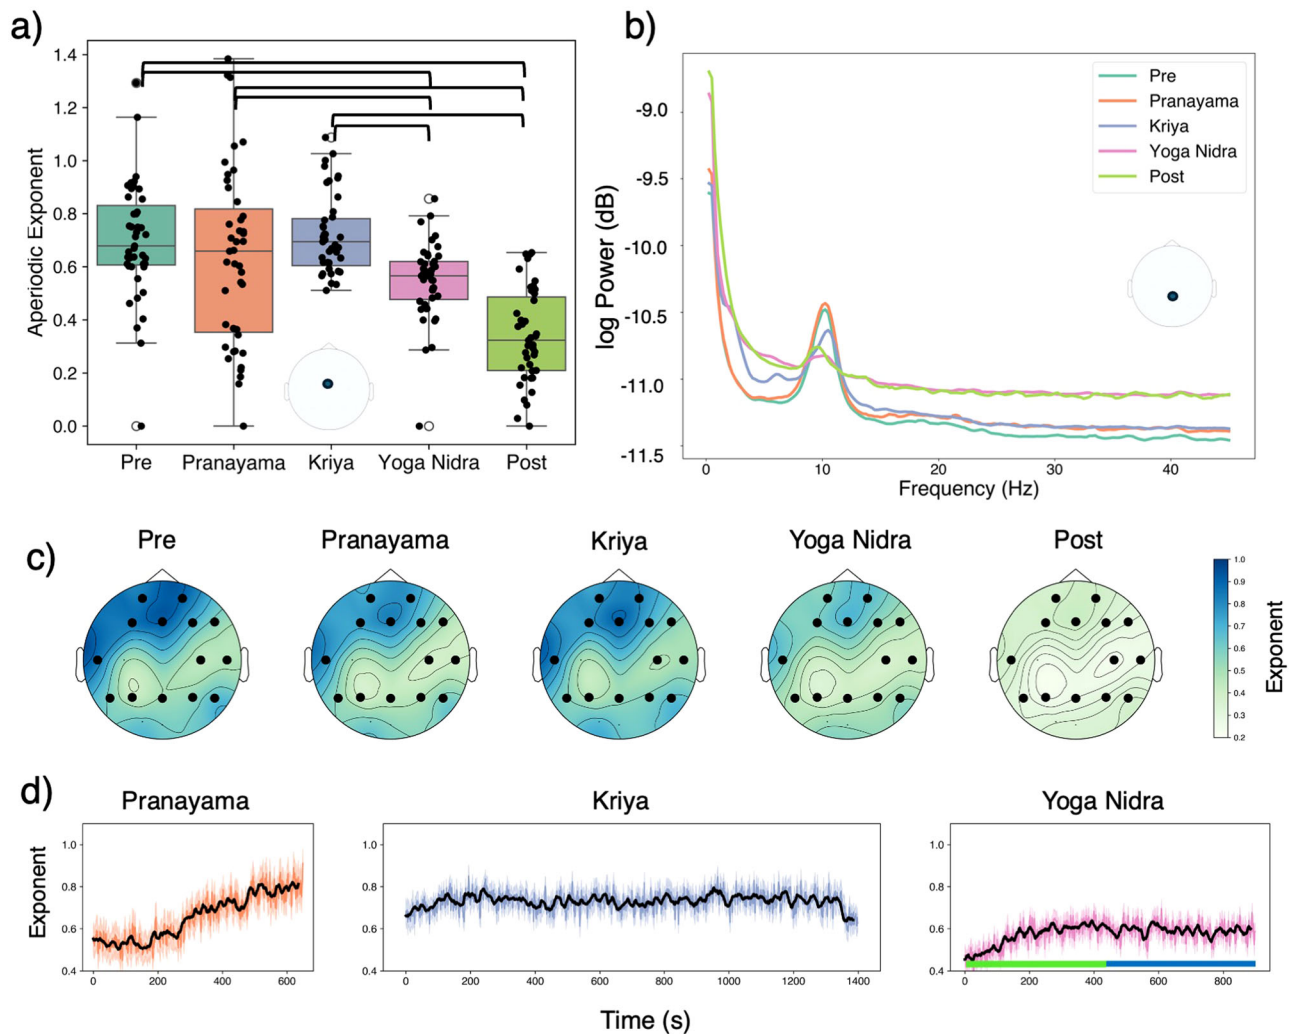 a)
Aperiodic Exponent
1.4
1.2
1.0
0.8
0.6
0.4
0.2
0.0
Pre
Pranayama
Kriya
Yoga Nidra
Post
b)
log Power (dB)
-9.0
-9.5
-10.0
-10.5
-11.0
-11.5
0
10
20
30
40
Frequency (Hz)
Pre
Pranayama
Kriya
Yoga Nidra
Post
c)
Pre
Pranayama
Kriya
Yoga Nidra
Post
1.0
0.9
0.8
0.7
0.6
0.5
0.4
0.3
0.2
Exponent
d)
Pranayama
Kriya
Yoga Nidra
Exponent
1.0
0.8
0.6
0.4
0
200
400
600
1.0
0.8
0.6
0.4
0
200
400
600
800
1000
1200
1400
1.0
0.8
0.6
0.4
0
200
400
600
800
Time (s)